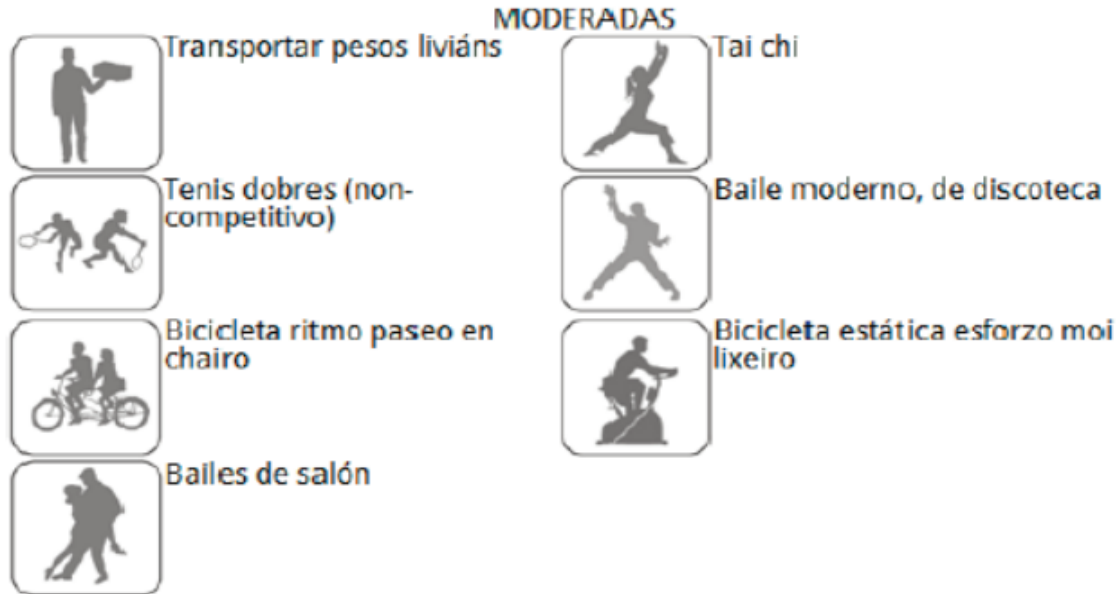 MODERADAS
Transportar pesos liviáns
Tai chi
Tenis dobres (non-
competitivo)
Baile moderno, de discoteca
Bicicleta ritmo paseo en
chairo
Bicicleta estática esforzo moi
lixeiro
Bailes de salón